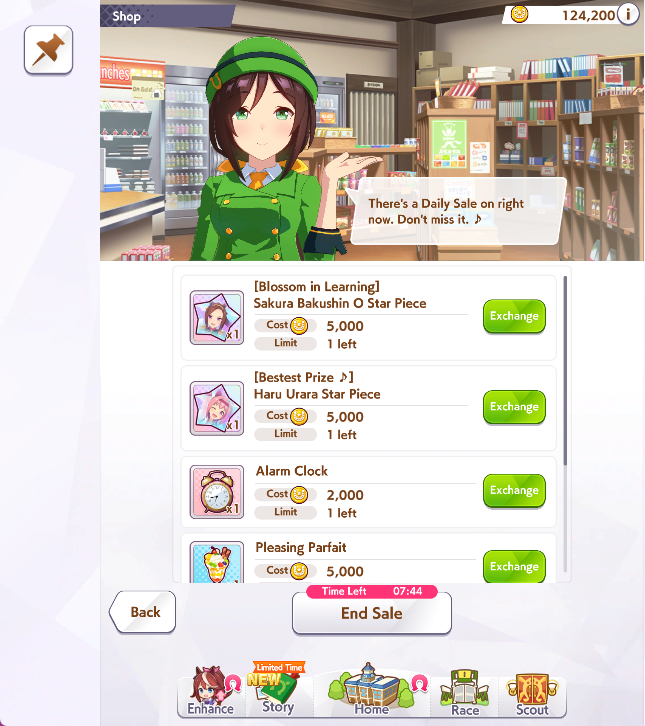 Shop
124,200
i
nches
There's a Daily Sale on right
now. Don't miss it. ♪
[Blossom in Learning]
Sakura Bakushin O Star Piece
Cost 5,000
Limit 1 left
x1
Exchange
[Bestest Prize ♪]
Haru Urara Star Piece
Cost 5,000
Limit 1 left
x1
Exchange
Alarm Clock
Cost 2,000
Limit 1 left
x1
Exchange
Pleasing Parfait
Cost 5,000
Exchange
Time Left 07:44
Back
End Sale
Limited Time
NEW
Enhance
Story
Home
Race
Scout